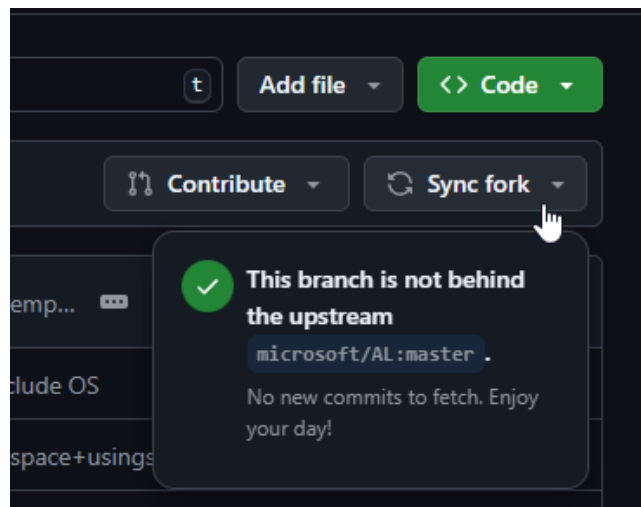 t
Add file
<> Code
Contribute
Sync fork
This branch is not behind
the upstream
microsoft/AL:master .
No new commits to fetch. Enjoy
your day!
emp...
clude OS
space+usings